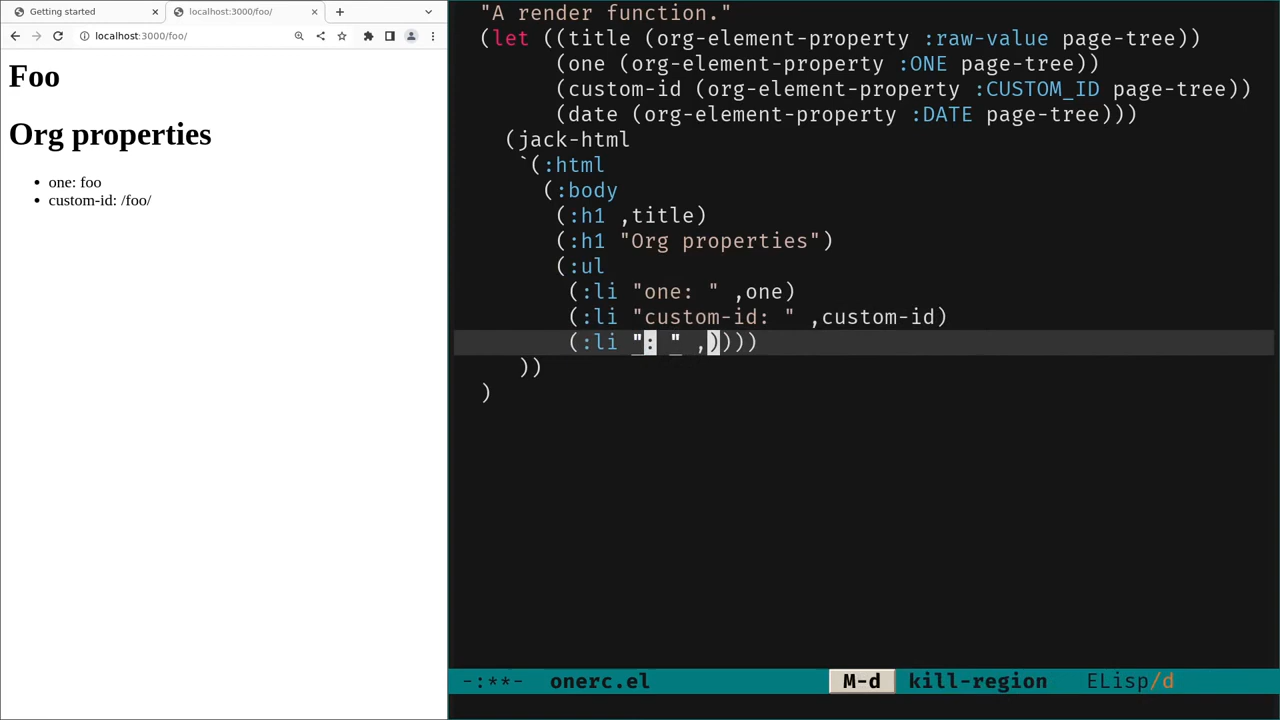 Getting started
localhost:3000/foo/
localhost:3000/foo/
Foo
Org properties
• one: foo
• custom-id: /foo/
"A render function."
(let ((title (org-element-property :raw-value page-tree))
(one (org-element-property :ONE page-tree))
(custom-id (org-element-property :CUSTOM_ID page-tree))
(date (org-element-property :DATE page-tree)))
(jack-html
`(:html
(:body
(:h1 ,title)
(:h1 "Org properties")
(:ul
(:li "one: " ,one)
(:li "custom-id: " ,custom-id)
(:li ": " ,))))
))
)
-:**- onerc.el M-d kill-region ELisp/d